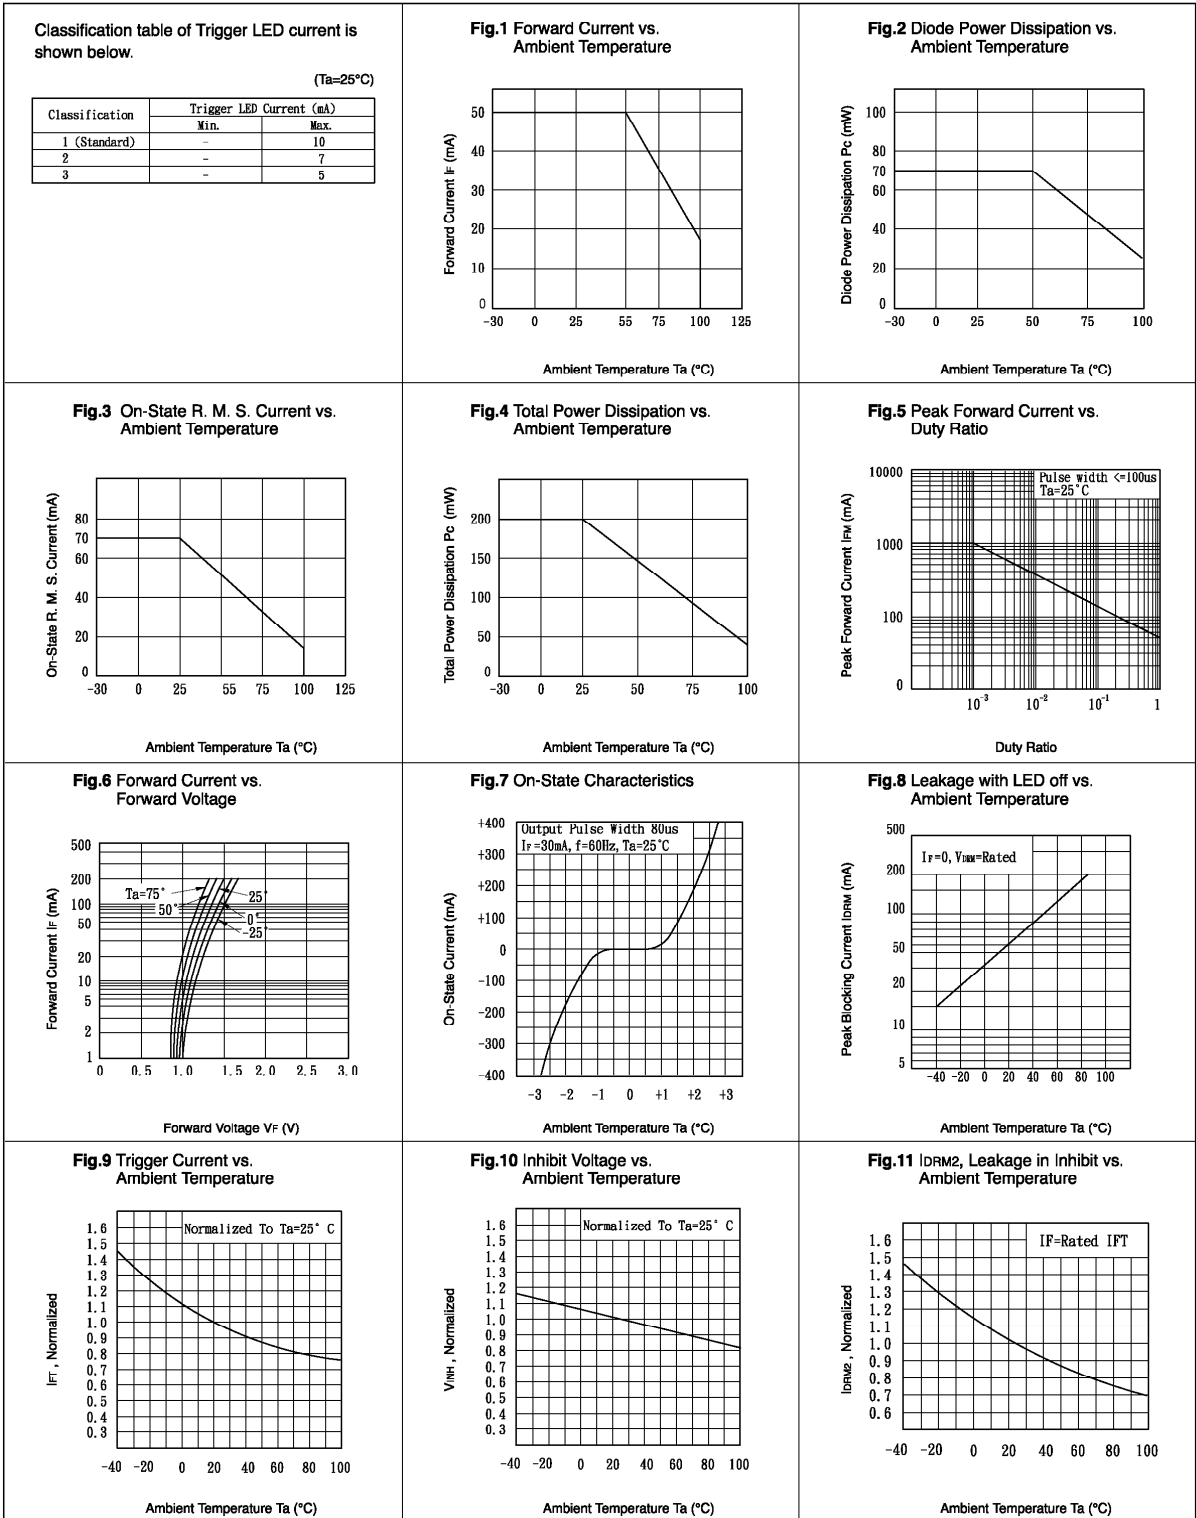 Classification table of Trigger LED current is
shown below.
(Ta=25°C)
Classification Trigger LED Current (mA)
Min. Max.
1 (Standard) - 10
2 - 7
3 - 5
Fig.1 Forward Current vs.
Ambient Temperature
Forward Current IF (mA)
50
40
30
20
10
0
-30 0 25 55 75 100 125
Ambient Temperature Ta (°C)
Fig.2 Diode Power Dissipation vs.
Ambient Temperature
Diode Power Dissipation Pc (mW)
100
80
70
60
40
20
0
-30 0 25 50 75 100
Ambient Temperature Ta (°C)
Fig.3 On-State R. M. S. Current vs.
Ambient Temperature
On-State R. M. S. Current (mA)
80
70
60
40
20
0
-30 0 25 55 75 100 125
Ambient Temperature Ta (°C)
Fig.4 Total Power Dissipation vs.
Ambient Temperature
Total Power Dissipation Pc (mW)
200
150
100
50
0
-30 0 25 50 75 100
Ambient Temperature Ta (°C)
Fig.5 Peak Forward Current vs.
Duty Ratio
Peak Forward Current IFM (mA)
Pulse width <=100us
Ta=25°C
10000
1000
100
0
10-3 10-2 10-1 1
Duty Ratio
Fig.6 Forward Current vs.
Forward Voltage
Forward Current IF (mA)
500
200
100
50
20
10
5
2
1
Ta=75°
50°
25°
0°
-25°
0 0.5 1.0 1.5 2.0 2.5 3.0
Forward Voltage VF (V)
Fig.7 On-State Characteristics
On-State Current (mA)
Output Pulse Width 80us
IF=30mA, f=60Hz, Ta=25°C
+400
+300
+200
+100
0
-100
-200
-300
-400
-3 -2 -1 0 +1 +2 +3
Ambient Temperature Ta (°C)
Fig.8 Leakage with LED off vs.
Ambient Temperature
Peak Blocking Current IDRM (mA)
IF=0, VDRM=Rated
500
200
100
50
20
10
5
-40 -20 0 20 40 60 80 100
Ambient Temperature Ta (°C)
Fig.9 Trigger Current vs.
Ambient Temperature
IFT , Normalized
Normalized To Ta=25° C
1.6
1.5
1.4
1.3
1.2
1.1
1.0
0.9
0.8
0.7
0.6
0.5
0.4
0.3
-40 -20 0 20 40 60 80 100
Ambient Temperature Ta (°C)
Fig.10 Inhibit Voltage vs.
Ambient Temperature
VINH , Normalized
Normalized To Ta=25° C
1.6
1.5
1.4
1.3
1.2
1.1
1.0
0.9
0.8
0.7
0.6
0.5
0.4
0.3
-40 -20 0 20 40 60 80 100
Ambient Temperature Ta (°C)
Fig.11 IDRM2, Leakage in Inhibit vs.
Ambient Temperature
IDRM2 , Normalized
IF=Rated IFT
1.6
1.5
1.4
1.3
1.2
1.1
1.0
0.9
0.8
0.7
0.6
-40 -20 0 20 40 60 80 100
Ambient Temperature Ta (°C)